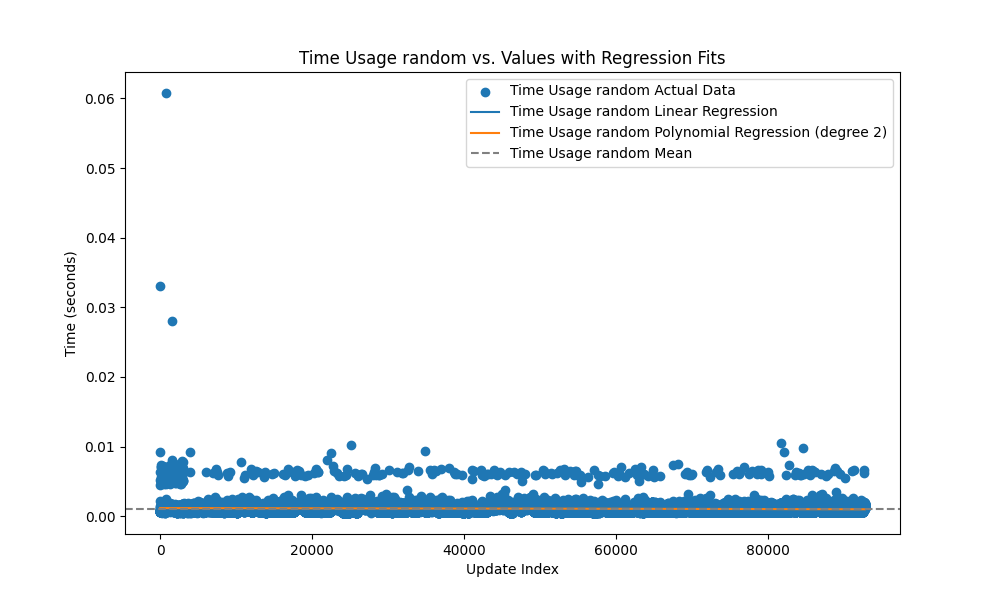 Time Usage random vs. Values with Regression Fits
Time Usage random Actual Data
Time Usage random Linear Regression
Time Usage random Polynomial Regression (degree 2)
Time Usage random Mean
Time (seconds)
0.06
0.05
0.04
0.03
0.02
0.01
0.00
0 20000 40000 60000 80000
Update Index